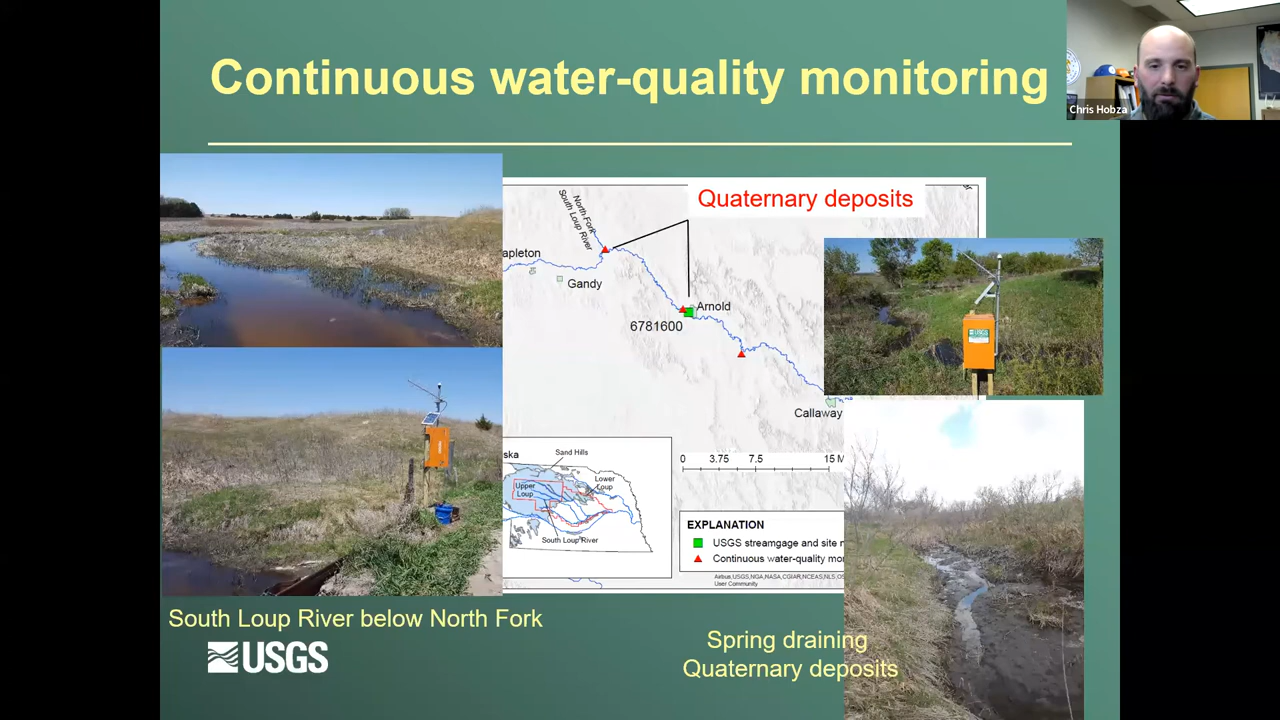 Continuous water-quality monitoring
Chris Hobza
Quaternary deposits
North Fork
South Loup River
apleton
Gandy
Arnold
6781600
Callaway
ska
Sand Hills
Upper
Loup
Lower
Loup
South Loup River
0 3.75 7.5 15 M
EXPLANATION
USGS streamgage and site n
Continuous water-quality mo
Airbus,USGS,NGA,NASA,CGIAR,NCEAS,NLS,OS
User Community
USGS
South Loup River below North Fork
USGS
Spring draining
Quaternary deposits